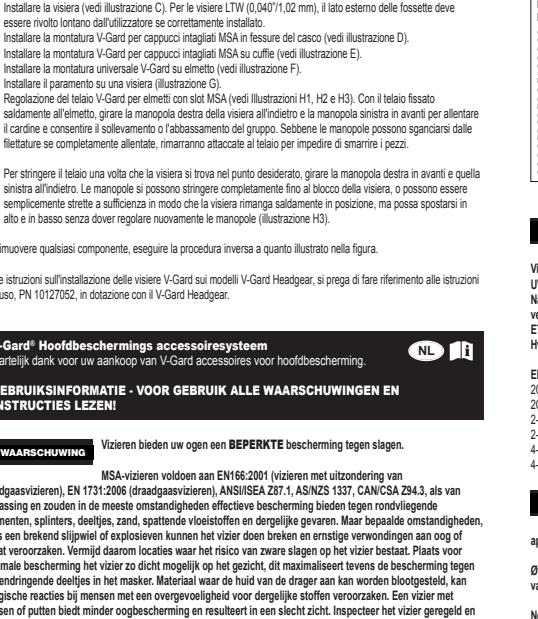 Installare la visiera (vedi illustrazione C). Per le visiere LTW (0,040"/1,02 mm), il lato esterno delle fossette deve
essere rivolto lontano dall'utilizzatore se correttamente installato.
Installare la montatura V-Gard per cappucci intagliati MSA in fessure del casco (vedi illustrazione D).
Installare la montatura V-Gard per cappucci intagliati MSA su cuffie (vedi illustrazione E).
Installare la montatura universale V-Gard su elmetto (vedi illustrazione F).
Installare il paramento su una visiera (illustrazione G).
Regolazione del telaio V-Gard per elmetti con slot MSA (vedi Illustrazioni H1, H2 e H3). Con il telaio fissato
saldamente all'elmetto, girare la manopola destra della visiera all'indietro e la manopola sinistra in avanti per allentare
il cardine e consentire il sollevamento o l'abbassamento del gruppo. Sebbene le manopole possono sganciarsi dalle
filettature se completamente allentate, rimarranno attaccate al telaio per impedire di smarrire i pezzi.
Per stringere il telaio una volta che la visiera si trova nel punto desiderato, girare la manopola destra in avanti e quella
sinistra all'indietro. Le manopole si possono stringere completamente fino al blocco della visiera, o possono essere
semplicemente strette a sufficienza in modo che la visiera rimanga saldamente in posizione, ma possa spostarsi in
alto e in basso senza dover regolare nuovamente le manopole (illustrazione H3).
imuovere qualsiasi componente, eseguire la procedura inversa a quanto illustrato nella figura.
e istruzioni sull'installazione delle visiere V-Gard sui modelli V-Gard Headgear, si prega di fare riferimento alle istruzioni
uso, PN 10127052, in dotazione con il V-Gard Headgear.
-Gard® Hoofdbeschermings accessoiresysteem
artelijk dank voor uw aankoop van V-Gard accessoires voor hoofdbescherming.
NL
EBRUIKSINFORMATIE - VOOR GEBRUIK ALLE WAARSCHUWINGEN EN
NSTRUCTIES LEZEN!
WAARSCHUWING
Vizieren bieden uw ogen een BEPERKTE bescherming tegen slagen.
MSA-vizieren voldoen aan EN166:2001 (vizieren met uitzondering van
dgaasvizieren), EN 1731:2006 (draadgaasvizieren), ANSI/ISEA Z87.1, AS/NZS 1337, CAN/CSA Z94.3, als van
assing en zouden in de meeste omstandigheden effectieve bescherming bieden tegen rondvliegende
menten, splinters, deeltjes, zand, spattende vloeistoffen en dergelijke gevaren. Maar bepaalde omstandigheden,
s een brekend slijpwiel of explosieven kunnen het vizier doen breken en ernstige verwondingen aan oog of
at veroorzaken. Vermijd daarom locaties waar het risico van zware slagen op het vizier bestaat. Plaats voor
male bescherming het vizier zo dicht mogelijk op het gezicht, dit maximaliseert tevens de bescherming tegen
endringende deeltjes in het masker. Materiaal waar de huid van de drager aan kan worden blootgesteld, kan
gische reacties bij mensen met een overgevoeligheid voor dergelijke stoffen veroorzaken. Een vizier met
sen of putten biedt minder oogbescherming en resulteert in een slecht zicht. Inspecteer het vizier geregeld en
Vi
U
Na
ve
ET
H
El
20
20
2-
2-
4-
4-
ap
Ø
va
No